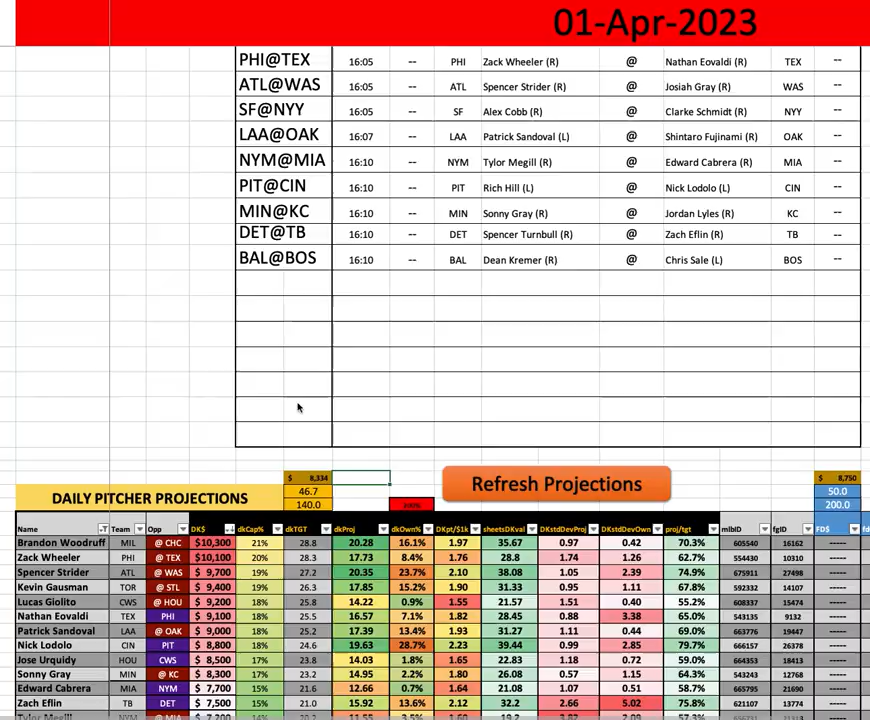 01-Apr-2023
PHI@TEX 16:05 -- PHI Zack Wheeler (R) @ Nathan Eovaldi (R) TEX --
ATL@WAS 16:05 -- ATL Spencer Strider (R) @ Josiah Gray (R) WAS --
SF@NYY 16:05 -- SF Alex Cobb (R) @ Clarke Schmidt (R) NYY --
LAA@OAK 16:07 -- LAA Patrick Sandoval (L) @ Shintaro Fujinami (R) OAK --
NYM@MIA 16:10 -- NYM Tylor Megill (R) @ Edward Cabrera (R) MIA --
PIT@CIN 16:10 -- PIT Rich Hill (L) @ Nick Lodolo (L) CIN --
MIN@KC 16:10 -- MIN Sonny Gray (R) @ Jordan Lyles (R) KC --
DET@TB 16:10 -- DET Spencer Turnbull (R) @ Zach Eflin (R) TB --
BAL@BOS 16:10 -- BAL Dean Kremer (R) @ Chris Sale (L) BOS --
$ 8,334 Refresh Projections $ 8,750
DAILY PITCHER PROJECTIONS 46.7 50.0
140.0 200.0
Name Team Opp DK$ dkCap% dkTGT dkProj dkOwn% DKpt/$1k sheetsDKval DKstdDevProj DKstdDevOwn proj/tgt mlbID fgID FD$
Brandon Woodruff MIL @ CHC $10,300 21% 28.8 20.28 16.1% 1.97 35.67 0.97 0.42 70.3% 605540 16162 -----
Zack Wheeler PHI @ TEX $10,100 20% 28.3 17.73 8.4% 1.76 28.8 1.74 1.26 62.7% 554430 10310 -----
Spencer Strider ATL @ WAS $ 9,700 19% 27.2 20.35 23.7% 2.10 38.08 1.05 2.39 74.9% 675911 27498 -----
Kevin Gausman TOR @ STL $ 9,400 19% 26.3 17.85 15.2% 1.90 31.33 0.95 1.11 67.8% 592332 14107 -----
Lucas Giolito CWS @ HOU $ 9,200 18% 25.8 14.22 0.9% 1.55 21.57 1.51 0.40 55.2% 608337 15474 -----
Nathan Eovaldi TEX PHI $ 9,100 18% 25.5 16.57 7.1% 1.82 28.45 0.88 3.38 65.0% 543135 9132 -----
Patrick Sandoval LAA @ OAK $ 9,000 18% 25.2 17.39 13.4% 1.93 31.27 1.11 0.44 69.0% 663776 19447 -----
Nick Lodolo CIN PIT $ 8,800 18% 24.6 19.63 28.7% 2.23 39.44 0.99 2.85 79.7% 666157 26378 -----
Jose Urquidy HOU CWS $ 8,500 17% 23.8 14.03 1.8% 1.65 22.83 1.18 0.72 59.0% 664353 18413 -----
Sonny Gray MIN @ KC $ 8,300 17% 23.2 14.95 2.2% 1.80 26.08 0.57 1.15 64.3% 543243 12768 -----
Edward Cabrera MIA NYM $ 7,700 15% 21.6 12.66 0.7% 1.64 21.08 1.07 0.51 58.7% 665795 21690 -----
Zach Eflin TB DET $ 7,500 15% 21.0 15.92 13.6% 2.12 32.2 2.66 5.02 75.8% 621107 13774 -----